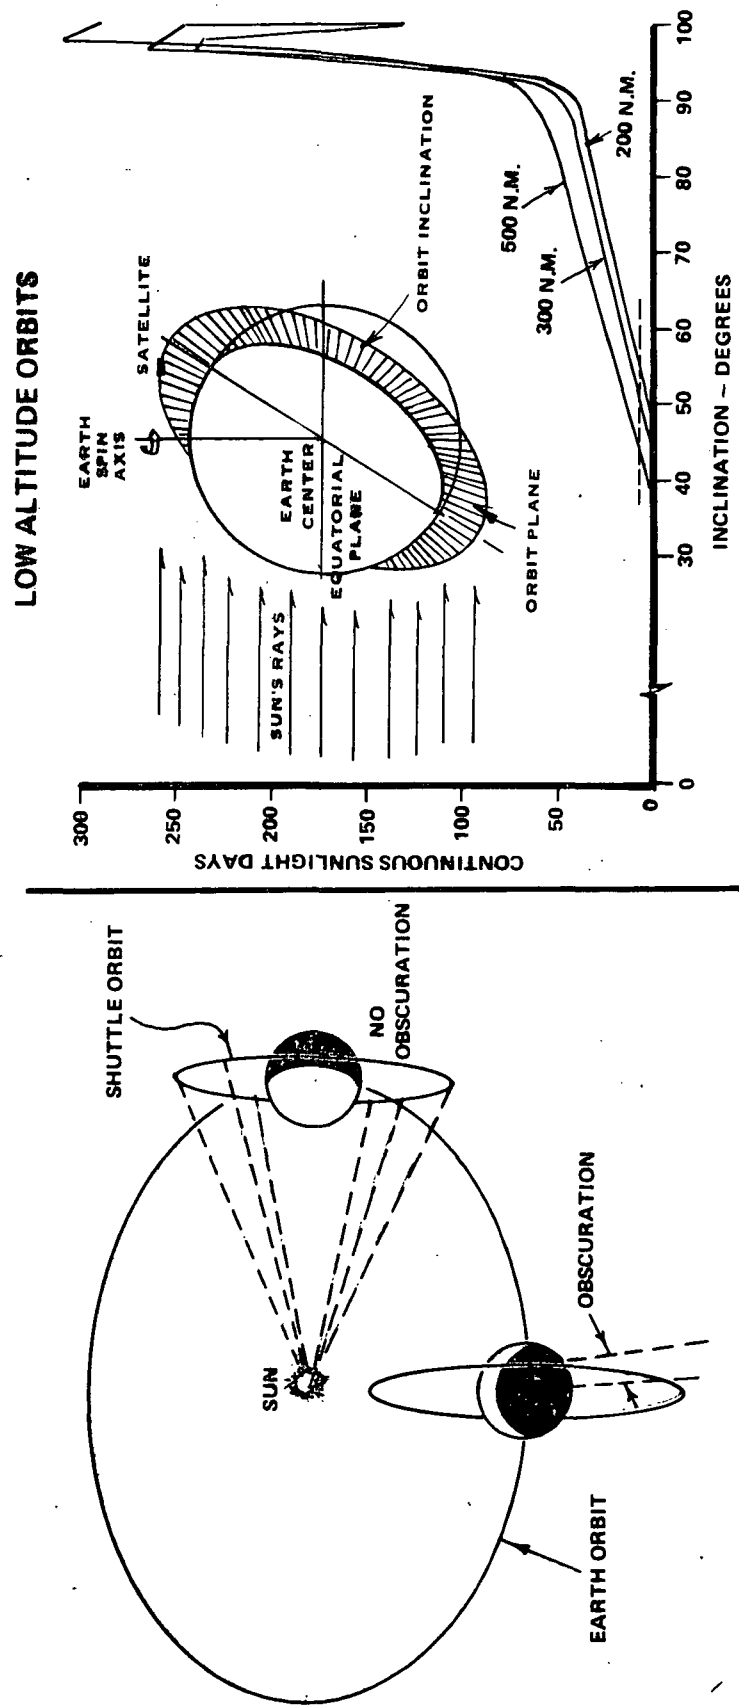 LOW ALTITUDE ORBITS
SHUTTLE ORBIT
NO
OBSCURATION
SUN
OBSCURATION
EARTH ORBIT
CONTINUOUS SUNLIGHT DAYS
300
250
200
150
100
50
0
EARTH
SPIN
AXIS
SATELLITE
SUN'S RAYS
EARTH
CENTER
EQUATORIAL
PLANE
ORBIT INCLINATION
ORBIT PLANE
500 N.M.
300 N.M.
200 N.M.
0
30
40
50
60
70
80
90
100
INCLINATION ~ DEGREES